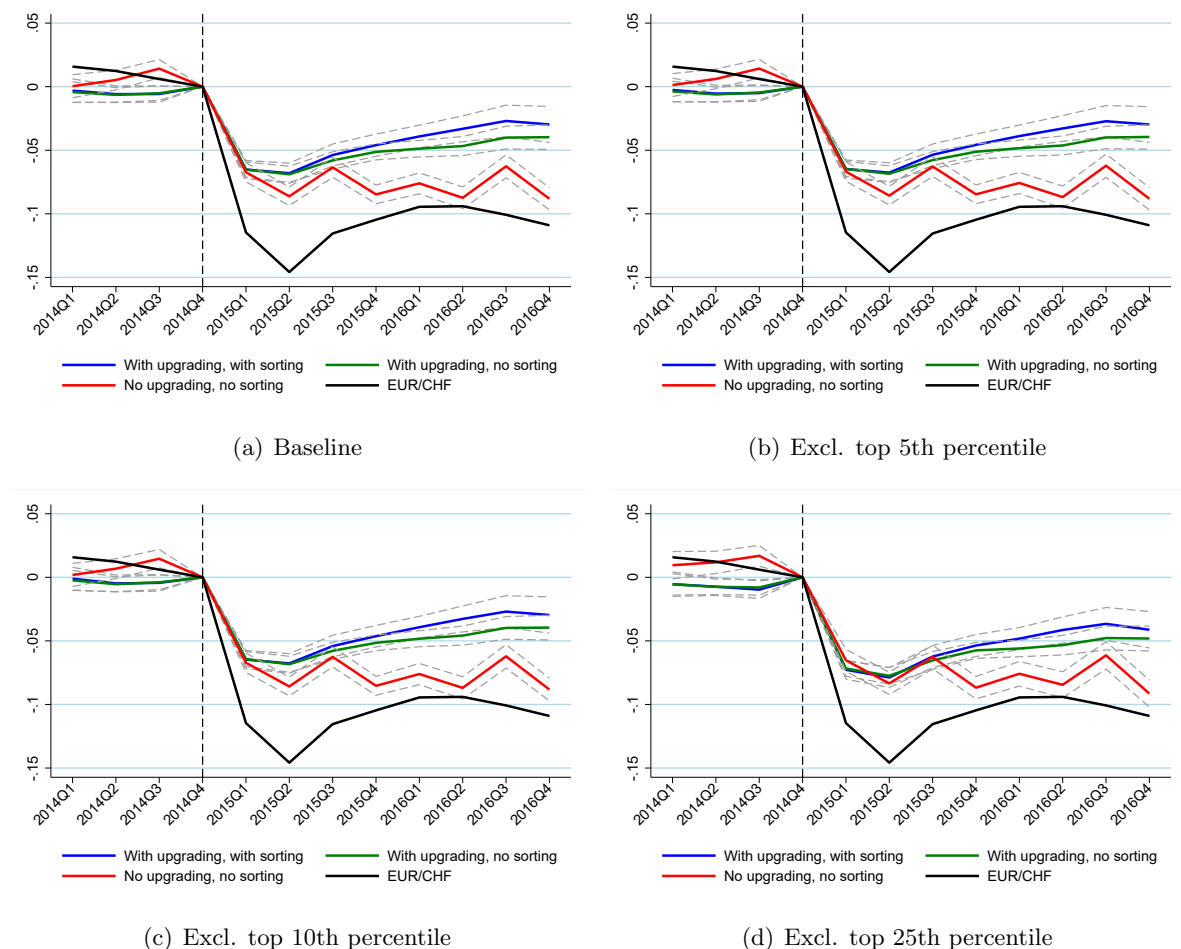 .05
0
-.05
-.1
-.15
2014Q1 2014Q2 2014Q3 2014Q4 2015Q1 2015Q2 2015Q3 2015Q4 2016Q1 2016Q2 2016Q3 2016Q4
With upgrading, with sorting With upgrading, no sorting
No upgrading, no sorting EUR/CHF
(a) Baseline
.05
0
-.05
-.1
-.15
2014Q1 2014Q2 2014Q3 2014Q4 2015Q1 2015Q2 2015Q3 2015Q4 2016Q1 2016Q2 2016Q3 2016Q4
With upgrading, with sorting With upgrading, no sorting
No upgrading, no sorting EUR/CHF
(b) Excl. top 5th percentile
.05
0
-.05
-.1
-.15
2014Q1 2014Q2 2014Q3 2014Q4 2015Q1 2015Q2 2015Q3 2015Q4 2016Q1 2016Q2 2016Q3 2016Q4
With upgrading, with sorting With upgrading, no sorting
No upgrading, no sorting EUR/CHF
(c) Excl. top 10th percentile
.05
0
-.05
-.1
-.15
2014Q1 2014Q2 2014Q3 2014Q4 2015Q1 2015Q2 2015Q3 2015Q4 2016Q1 2016Q2 2016Q3 2016Q4
With upgrading, with sorting With upgrading, no sorting
No upgrading, no sorting EUR/CHF
(d) Excl. top 25th percentile